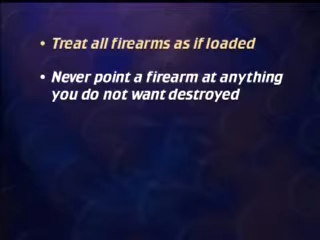 • Treat all firearms as if loaded
• Never point a firearm at anything
you do not want destroyed